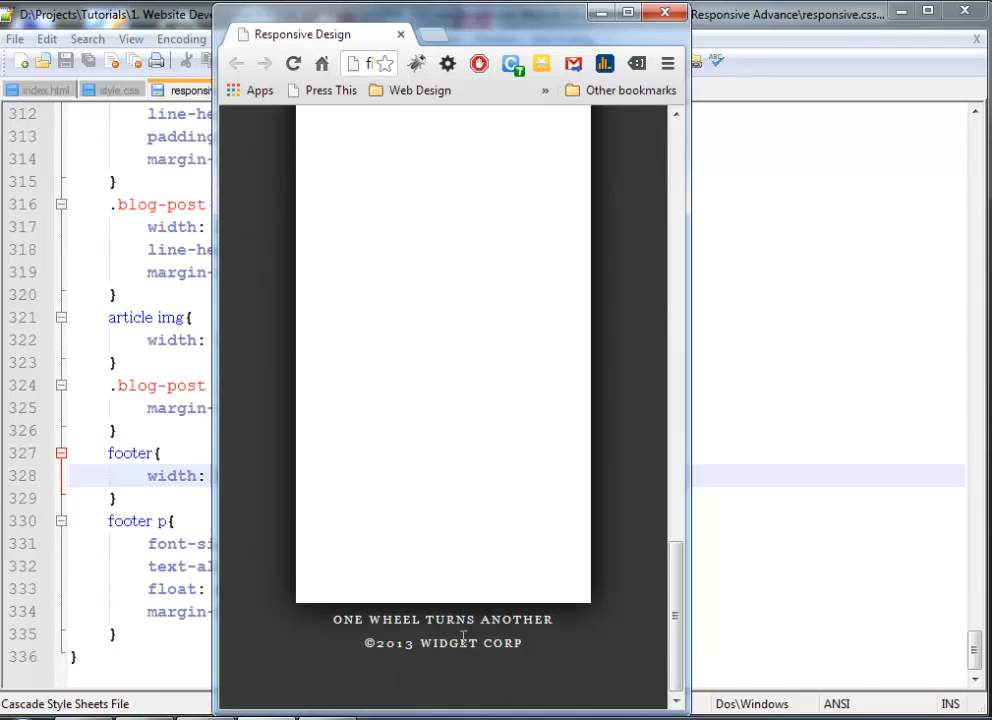 D:\Projects\Tutorials\1. Website Dev
Responsive Advance\responsive.css...
File Edit Search View Encoding
X
Responsive Design
index.html style.css respons
Apps Press This Web Design » Other bookmarks
312 line-he
313 padding
314 margin-
315 }
316 .blog-post
317 width:
318 line-he
319 margin-
320 }
321 article img{
322 width:
323 }
324 .blog-post
325 margin-
326 }
327 footer{
328 width:
329 }
330 footer p{
331 font-si
332 text-al
333 float:
334 margin-
335 }
336 }
ONE WHEEL TURNS ANOTHER
©2013 WIDGET CORP
Cascade Style Sheets File Dos\Windows ANSI INS